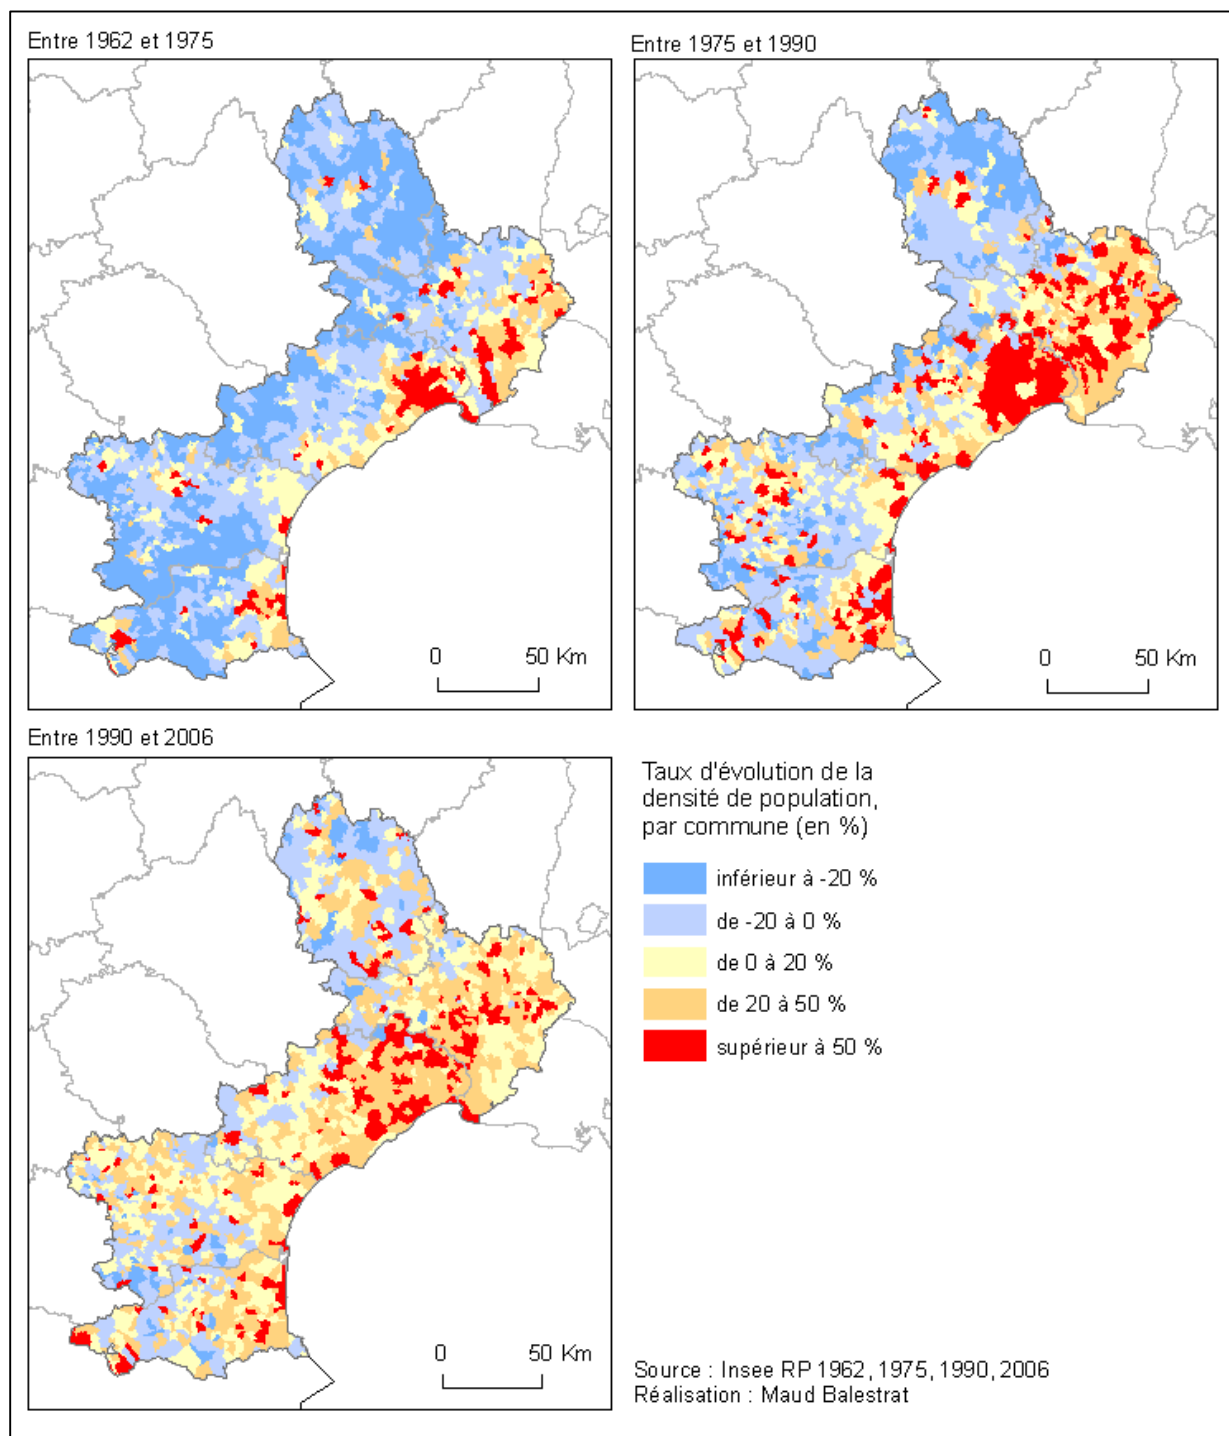 Entre 1962 et 1975
Entre 1975 et 1990
0 50 Km
0 50 Km
Entre 1990 et 2006
Taux d'évolution de la
densité de population,
par commune (en %)
inférieur à -20 %
de -20 à 0 %
de 0 à 20 %
de 20 à 50 %
supérieur à 50 %
0 50 Km
Source : Insee RP 1962, 1975, 1990, 2006
Réalisation : Maud Balestrat